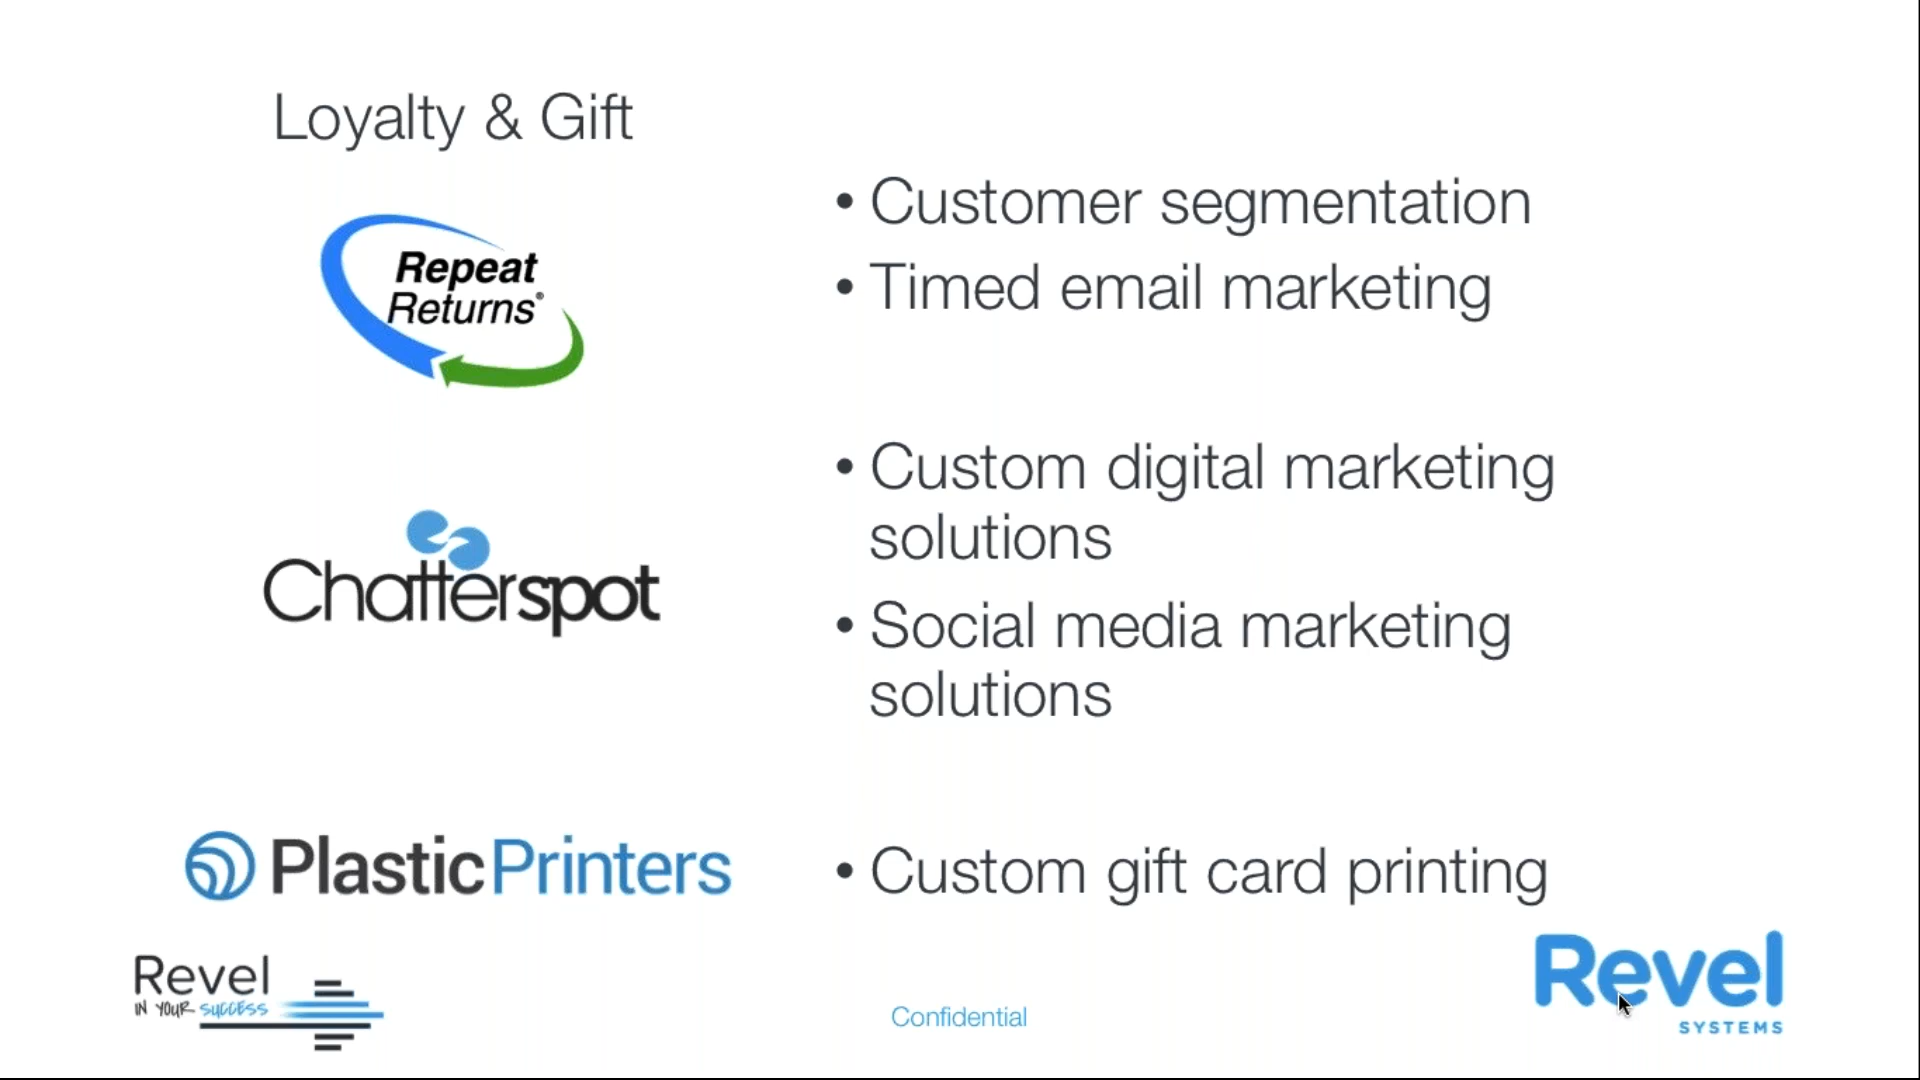 Loyalty & Gift
Repeat
Returns®
• Customer segmentation
• Timed email marketing
Chatterspot
• Custom digital marketing
solutions
• Social media marketing
solutions
PlasticPrinters
• Custom gift card printing
Revel
IN YOUR SUCCESS
Confidential
Revel
SYSTEMS